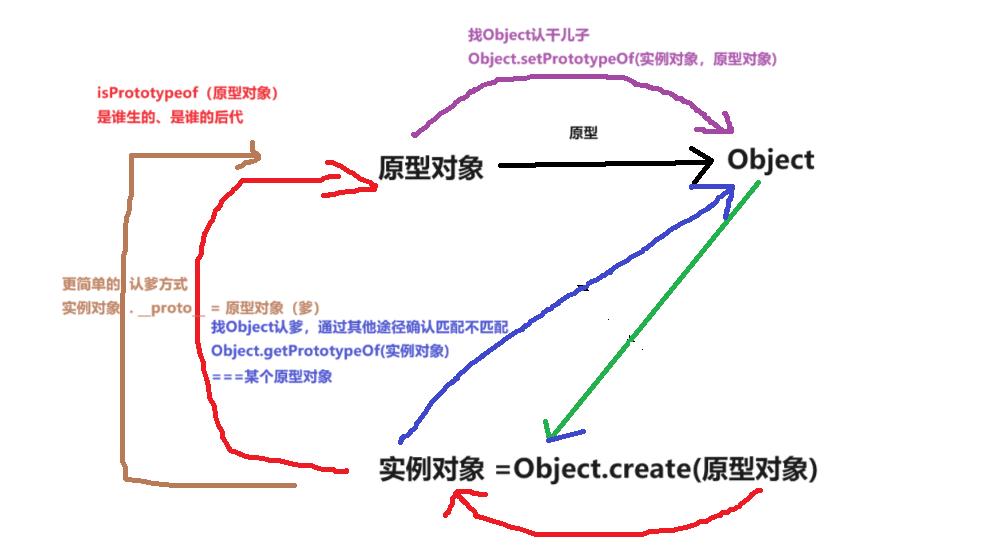 找Object认干儿子
Object.setPrototypeOf(实例对象，原型对象)
isPrototypeof（原型对象）
是谁生的、是谁的后代
原型
原型对象
Object
更简单的 认爹方式
实例对象 . __proto__ = 原型对象（爹）
找Object认爹，通过其他途径确认匹配不匹配
Object.getPrototypeOf(实例对象)
===某个原型对象
实例对象 =Object.create(原型对象)